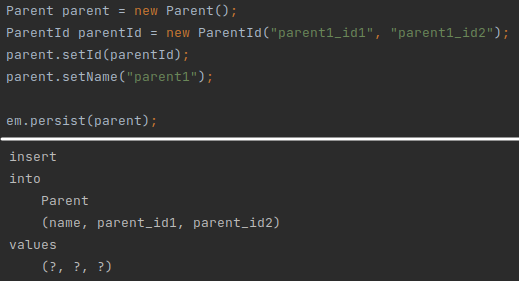 Parent parent = new Parent();
ParentId parentId = new ParentId("parent1_id1", "parent1_id2");
parent.setId(parentId);
parent.setName("parent1");
em.persist(parent);
insert
into
Parent
(name, parent_id1, parent_id2)
values
(?, ?, ?)